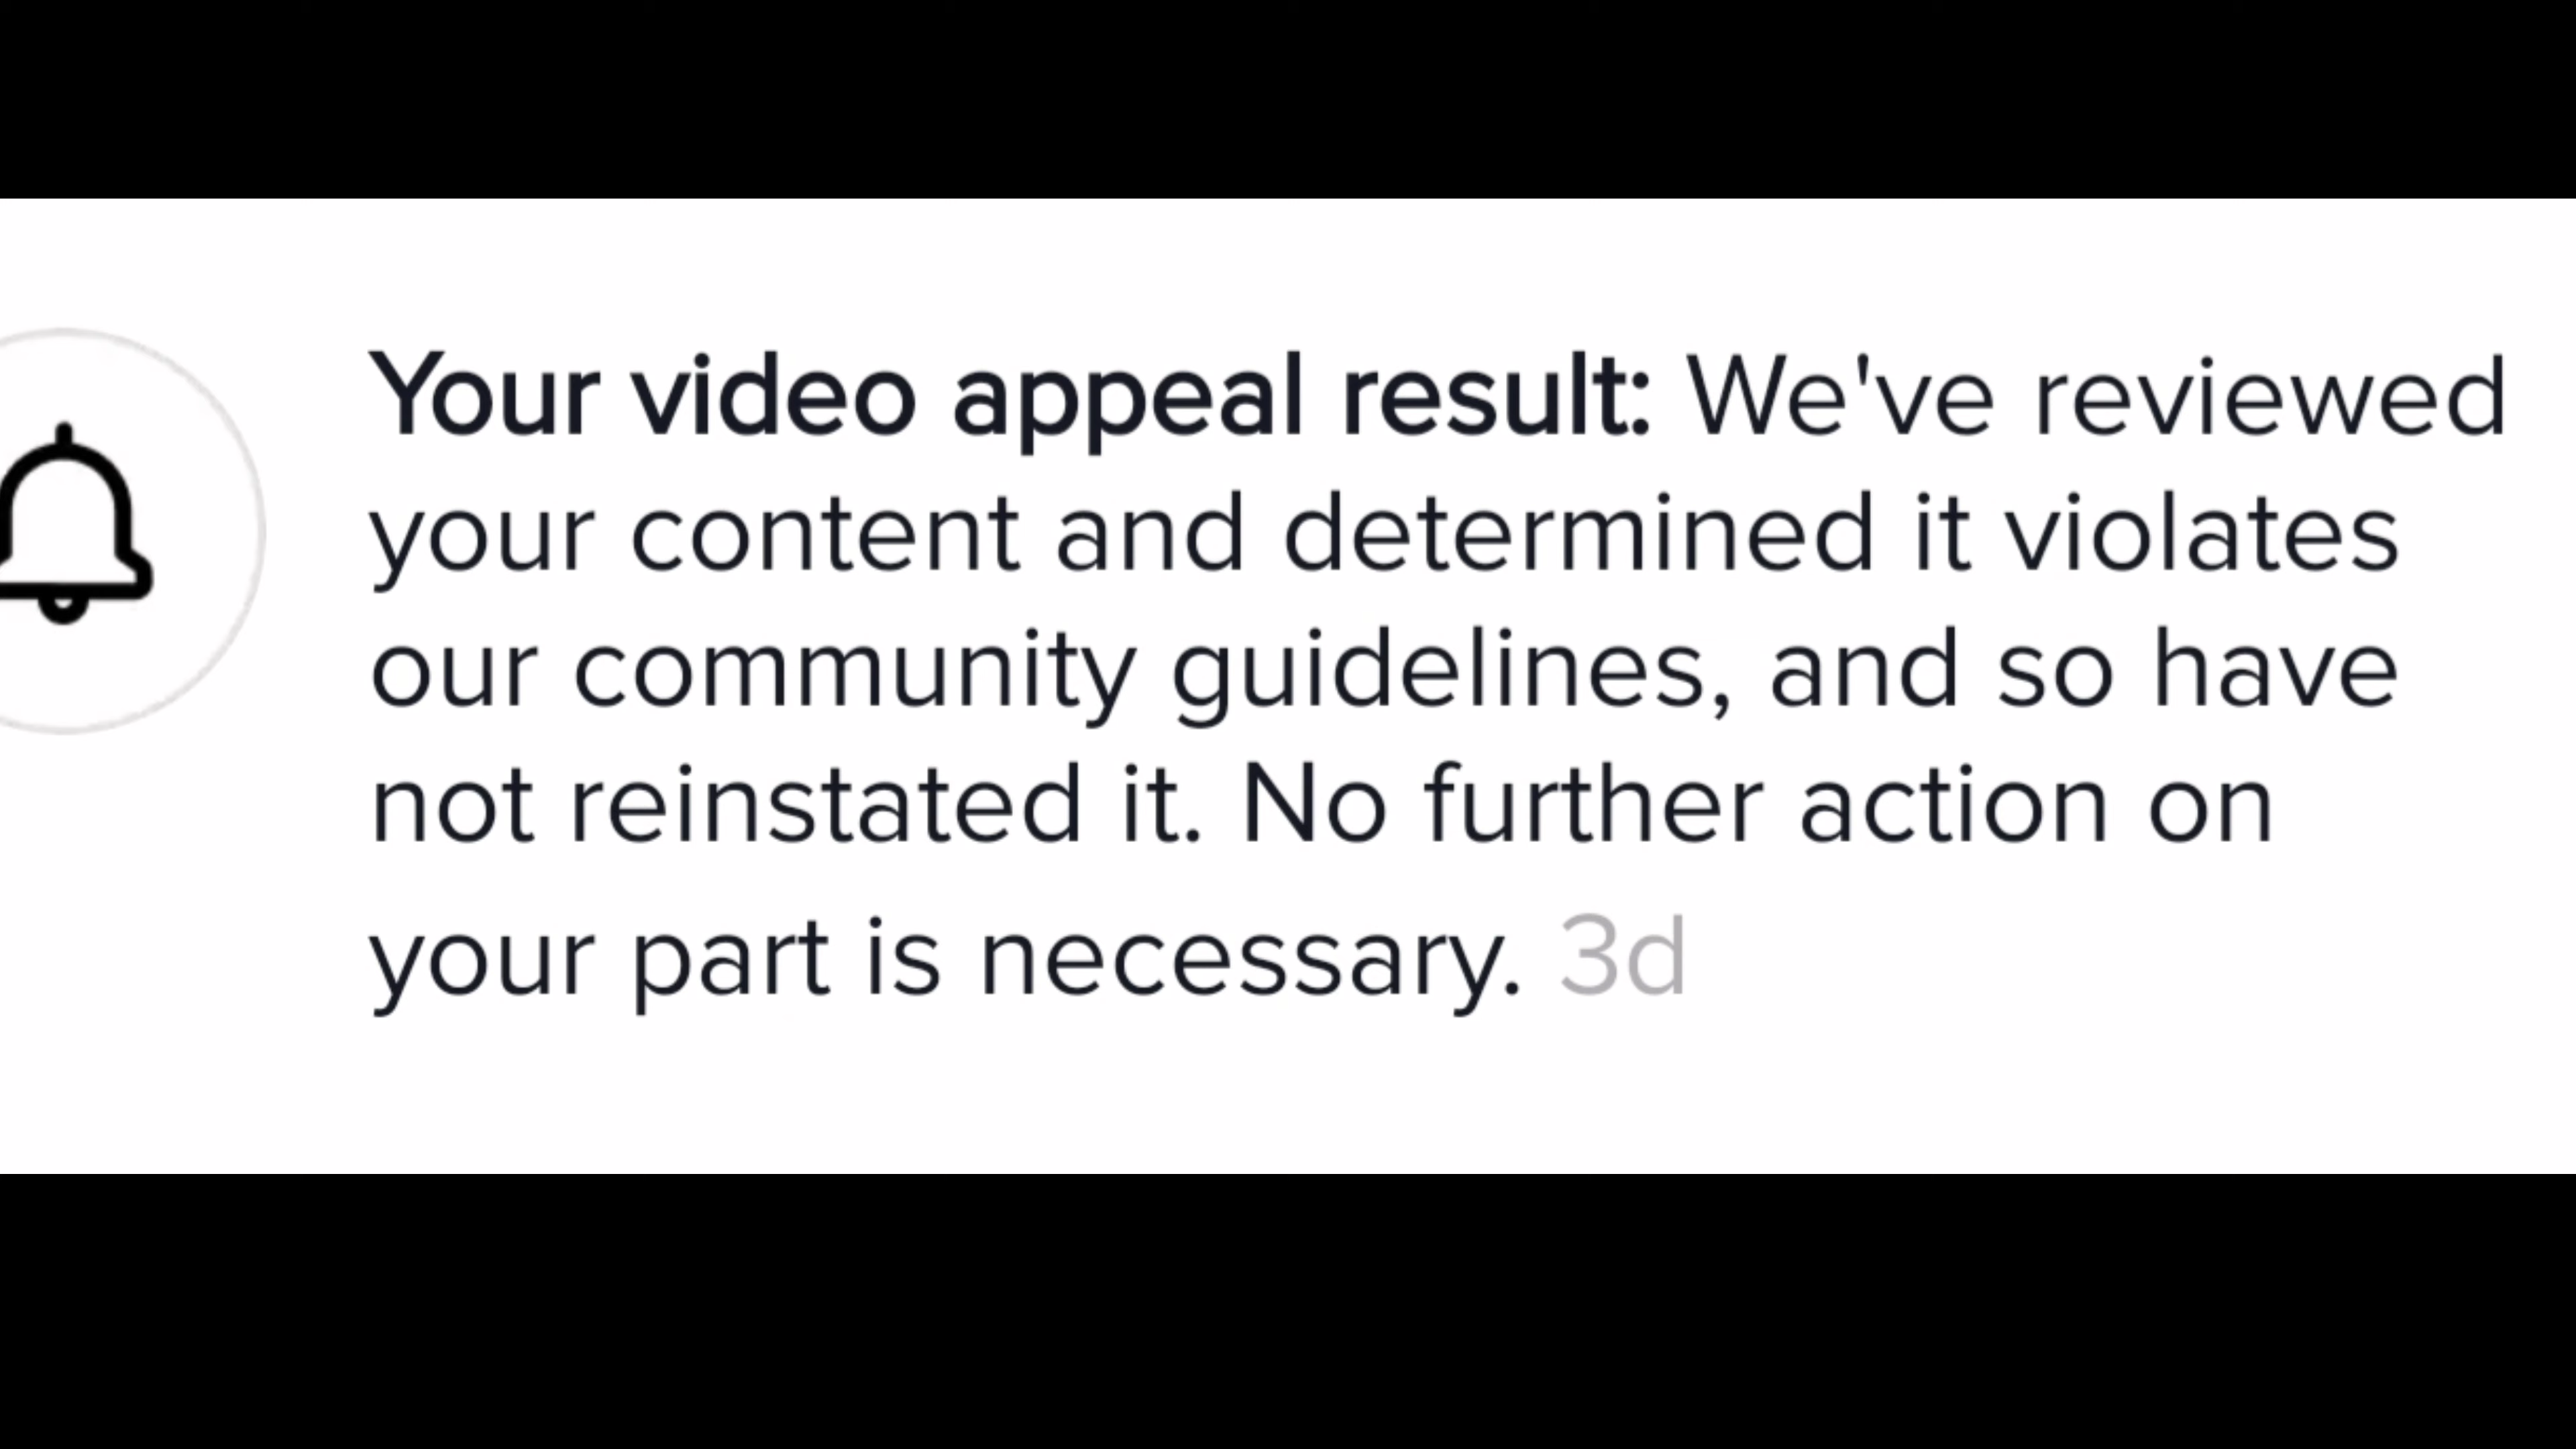 Your video appeal result: We've reviewed
your content and determined it violates
our community guidelines, and so have
not reinstated it. No further action on
your part is necessary. 3d